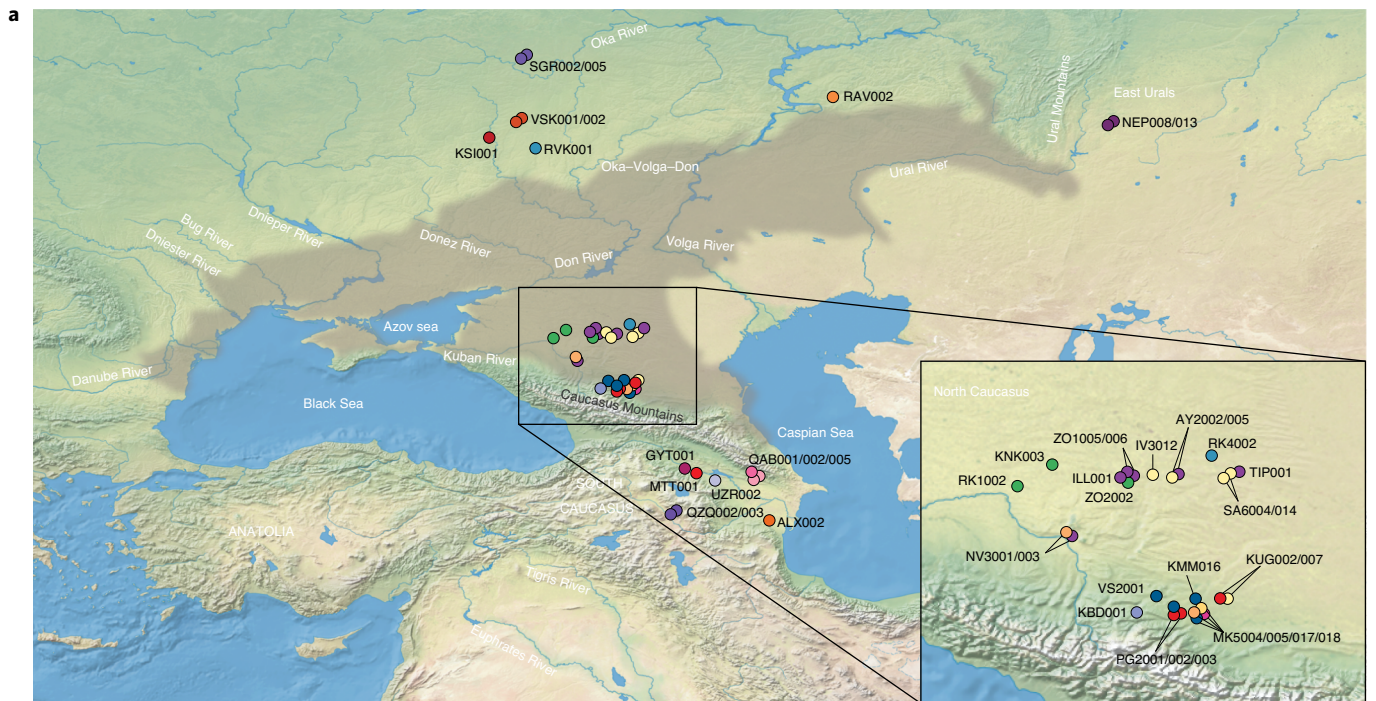 a
Oka River
SGR002/005
Ural Mountains
East Urals
RAV002
VSK001/002
NEP008/013
KSI001
RVK001
Oka–Volga–Don
Ural River
Bug River
Dnieper River
Dniester River
Donez River
Volga River
Don River
Azov sea
Kuban River
Danube River
Black Sea
Caucasus Mountains
Caspian Sea
GYT001
QAB001/002/005
MTT001
SOUTH
UZR002
CAUCASUS
QZQ002/003
ALX002
ANATOLIA
Tigris River
Euphrates River
North Caucasus
AY2002/005
ZO1005/006
IV3012
RK4002
KNK003
RK1002
ILL001
TIP001
ZO2002
SA6004/014
NV3001/003
KMM016
KUG002/007
VS2001
KBD001
MK5004/005/017/018
PG2001/002/003